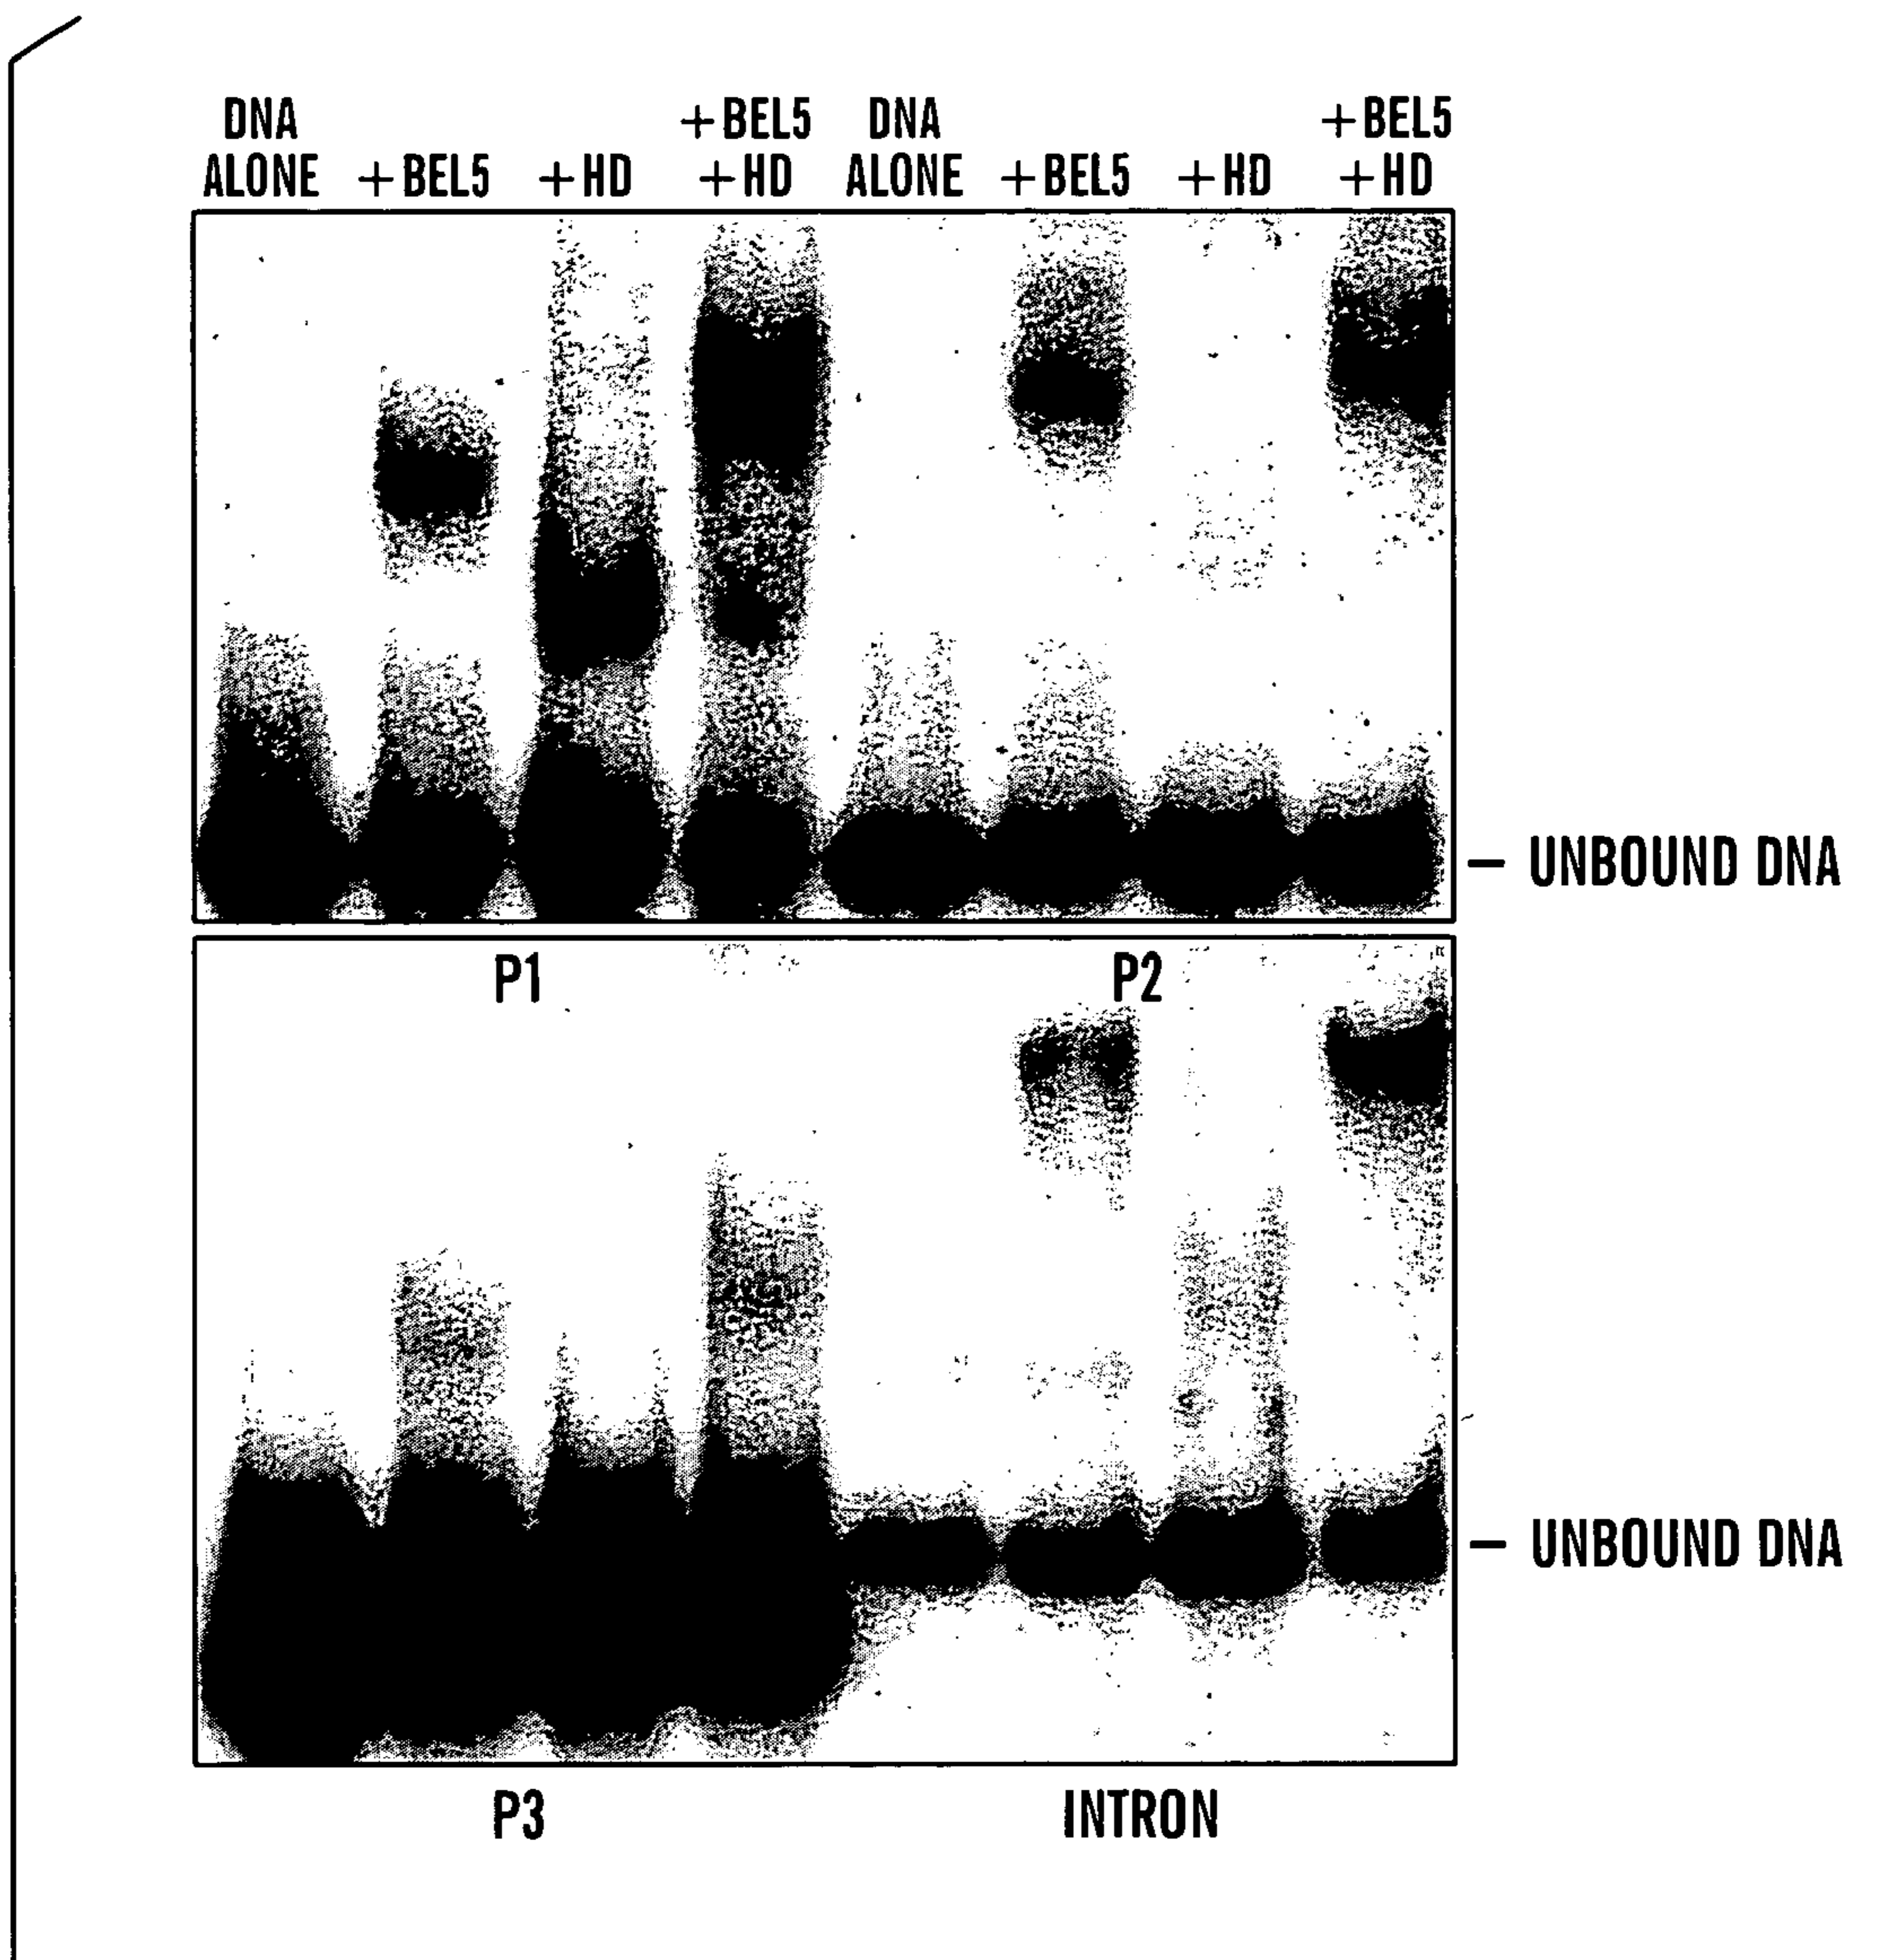 DNA ALONE
+ BEL5
+ HD
+ BEL5 + HD
DNA ALONE
+ BEL5
+ HD
+ BEL5 + HD
– UNBOUND DNA
P1
P2
– UNBOUND DNA
P3
INTRON